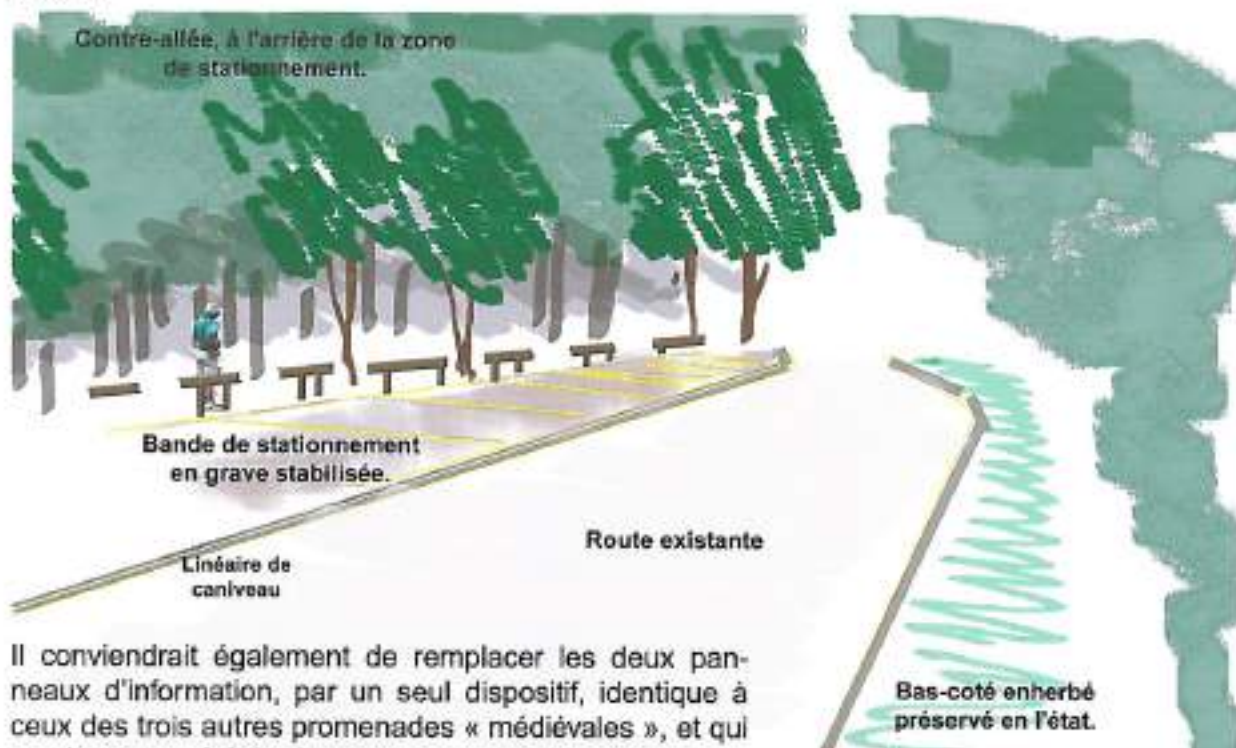 Contre-allée, à l'arrière de la zone
de stationnement.
Bande de stationnement
en grave stabilisée.
Route existante
Linéaire de
caniveau
Il conviendrait également de remplacer les deux pan-
neaux d'information, par un seul dispositif, identique à
ceux des trois autres promenades « médiévales », et qui
Bas-coté enherbé
préservé en l'état.